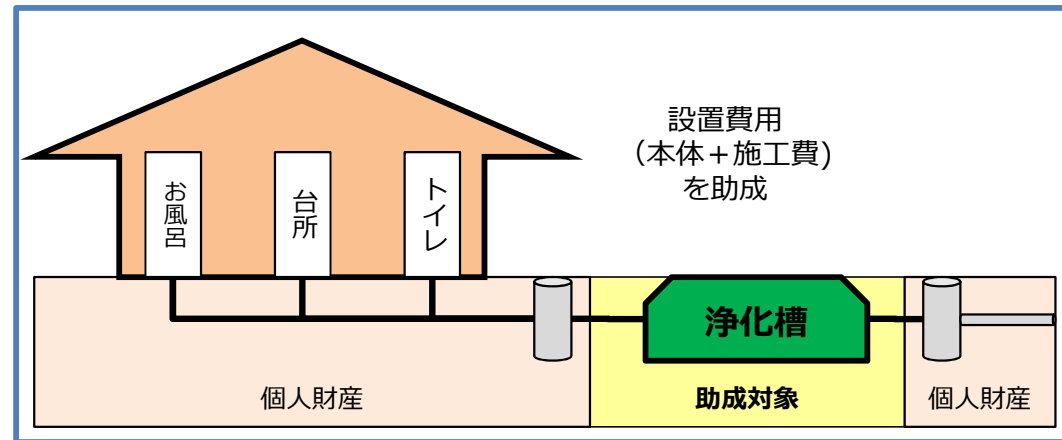 設置費用
（本体＋施工費)
を助成
お風呂
台所
トイレ
浄化槽
個人財産
助成対象
個人財産